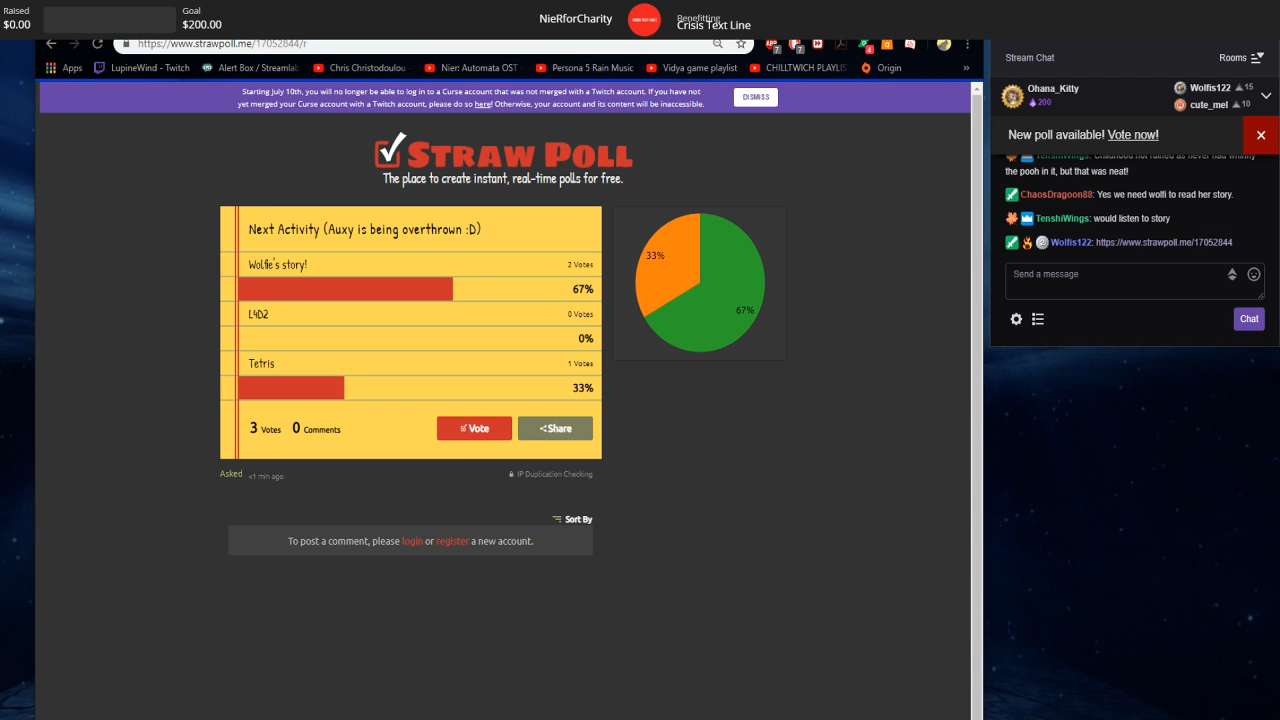 Raised
$0.00
Goal
$200.00
NieRforCharity
Benefitting
Crisis Text Line
https://www.strawpoll.me/17052844/r
7
7
4
Apps
LupineWind - Twitch
Alert Box / Streamlab
Chris Christodoulou
Nier: Automata OST
Persona 5 Rain Music
Vidya game playlist
CHILLTWICH PLAYLIS
Origin
»
Starting July 10th, you will no longer be able to log in to a Curse account that was not merged with a Twitch account. If you have not
yet merged your Curse account with a Twitch account, please do so here! Otherwise, your account and its content will be inaccessible.
DISMISS
STRAW POLL
The place to create instant, real-time polls for free.
Next Activity (Auxy is being overthrown :D)
Wolfie's story!
2 Votes
67%
L4D2
0 Votes
0%
Tetris
1 Votes
33%
3 Votes
0 Comments
Vote
Share
33%
67%
Asked
<1 min ago
IP Duplication Checking
Sort By
To post a comment, please login or register a new account.
Stream Chat
Rooms
Ohana_Kitty
200
Wolfis122
15
cute_mel
10
New poll available! Vote now!
TenshiWings: Childhood not ruined as never had whinny
the pooh in it, but that was neat!
ChaosDragoon88: Yes we need wolfi to read her story.
TenshiWings: would listen to story
Wolfis122: https://www.strawpoll.me/17052844
Send a message
Chat